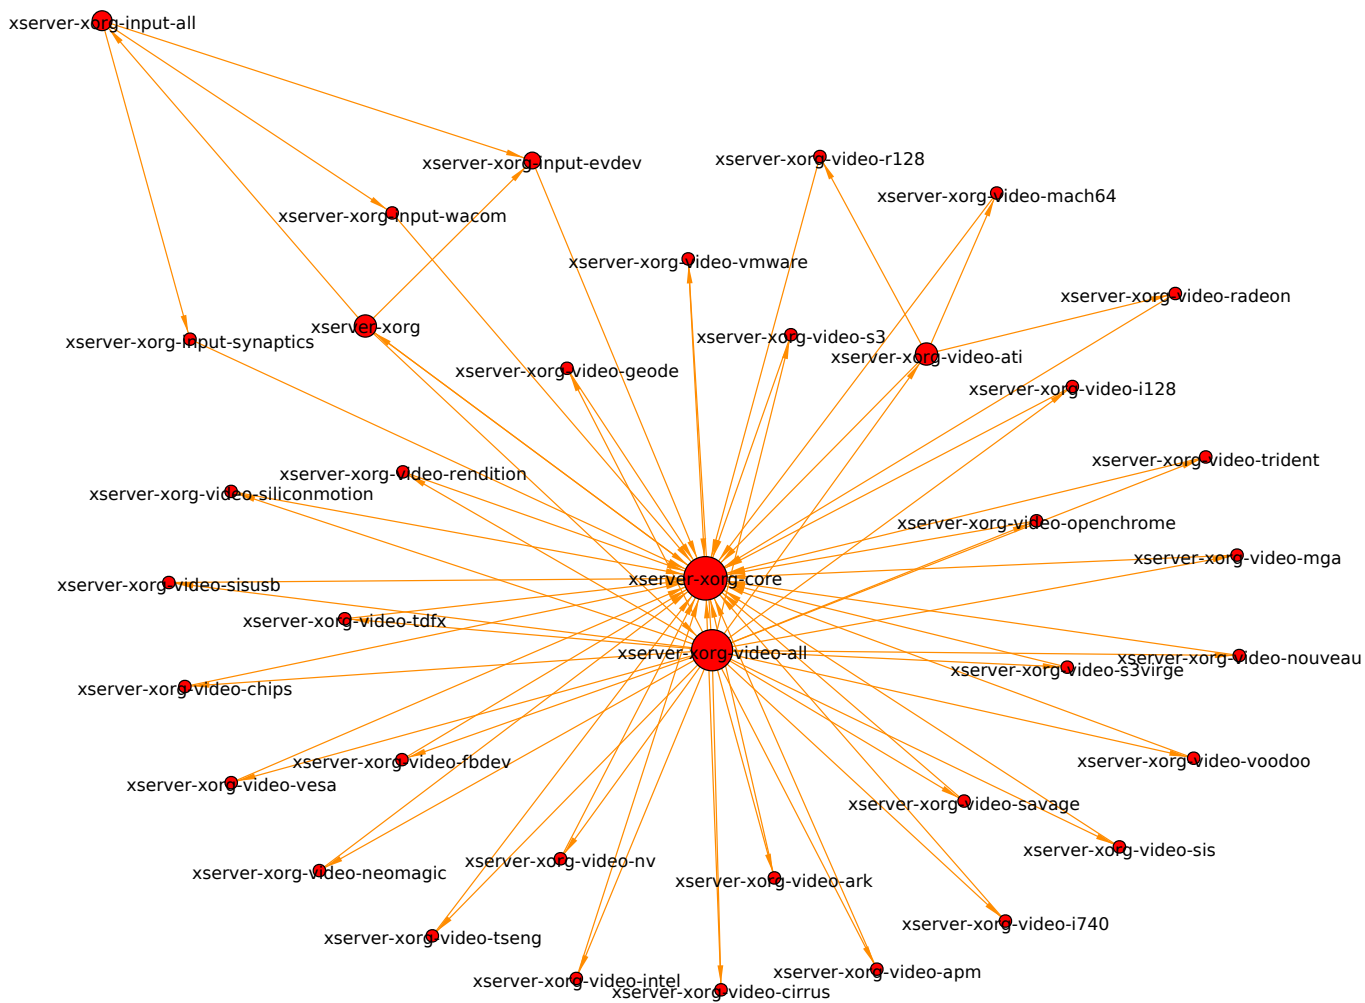 xserver-xorg-input-all
xserver-xorg-input-evdev
xserver-xorg-video-r128
xserver-xorg-video-mach64
xserver-xorg-input-wacom
xserver-xorg-video-vmware
xserver-xorg-video-radeon
xserver-xorg
xserver-xorg-video-s3
xserver-xorg-input-synaptics
xserver-xorg-video-ati
xserver-xorg-video-geode
xserver-xorg-video-i128
xserver-xorg-video-trident
xserver-xorg-video-rendition
xserver-xorg-video-siliconmotion
xserver-xorg-video-openchrome
xserver-xorg-video-mga
xserver-xorg-core
xserver-xorg-video-sisusb
xserver-xorg-video-tdfx
xserver-xorg-video-all
xserver-xorg-video-nouveau
xserver-xorg-video-s3virge
xserver-xorg-video-chips
xserver-xorg-video-fbdev
xserver-xorg-video-voodoo
xserver-xorg-video-vesa
xserver-xorg-video-savage
xserver-xorg-video-sis
xserver-xorg-video-nv
xserver-xorg-video-neomagic
xserver-xorg-video-ark
xserver-xorg-video-i740
xserver-xorg-video-tseng
xserver-xorg-video-apm
xserver-xorg-video-intel
xserver-xorg-video-cirrus